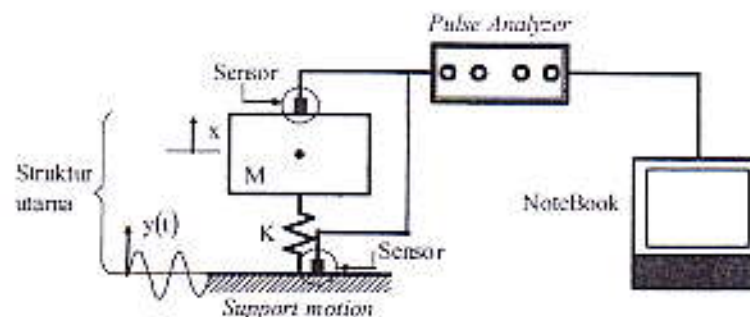 Pulse Analyzer
Sensor
x
Struktur
utama
M
NoteBook
y(t)
K
Sensor
Support motion